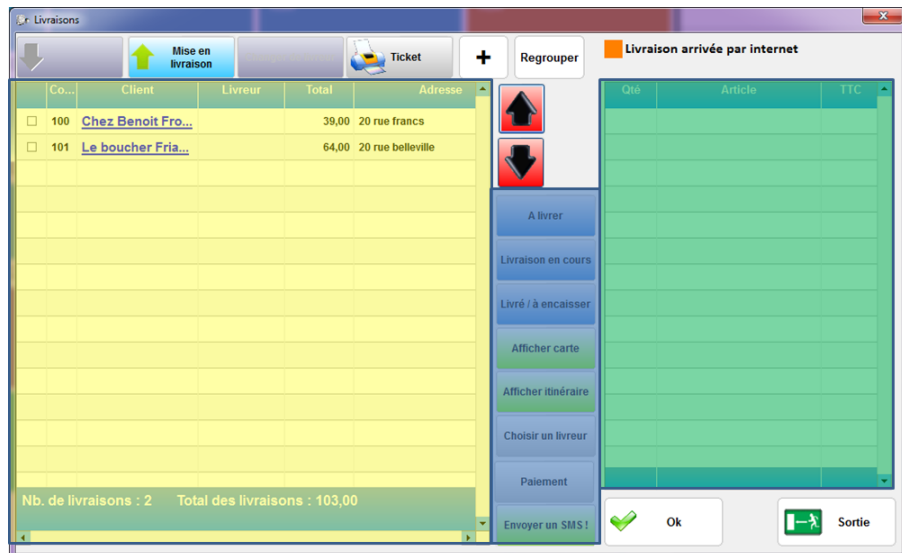 Livraisons
Mise en
livraison
Ticket
+
Regrouper
Livraison arrivée par internet
Co... Client Livreur Total Adresse
100 Chez Benoit Fro... 39,00 20 rue francs
101 Le boucher Fria... 64,00 20 rue belleville
Nb. de livraisons : 2 Total des livraisons : 103,00
A livrer
Livraison en cours
Livré / à encaisser
Afficher carte
Afficher itinéraire
Choisir un livreur
Paiement
Envoyer un SMS !
Qté Article TTC
Ok
Sortie